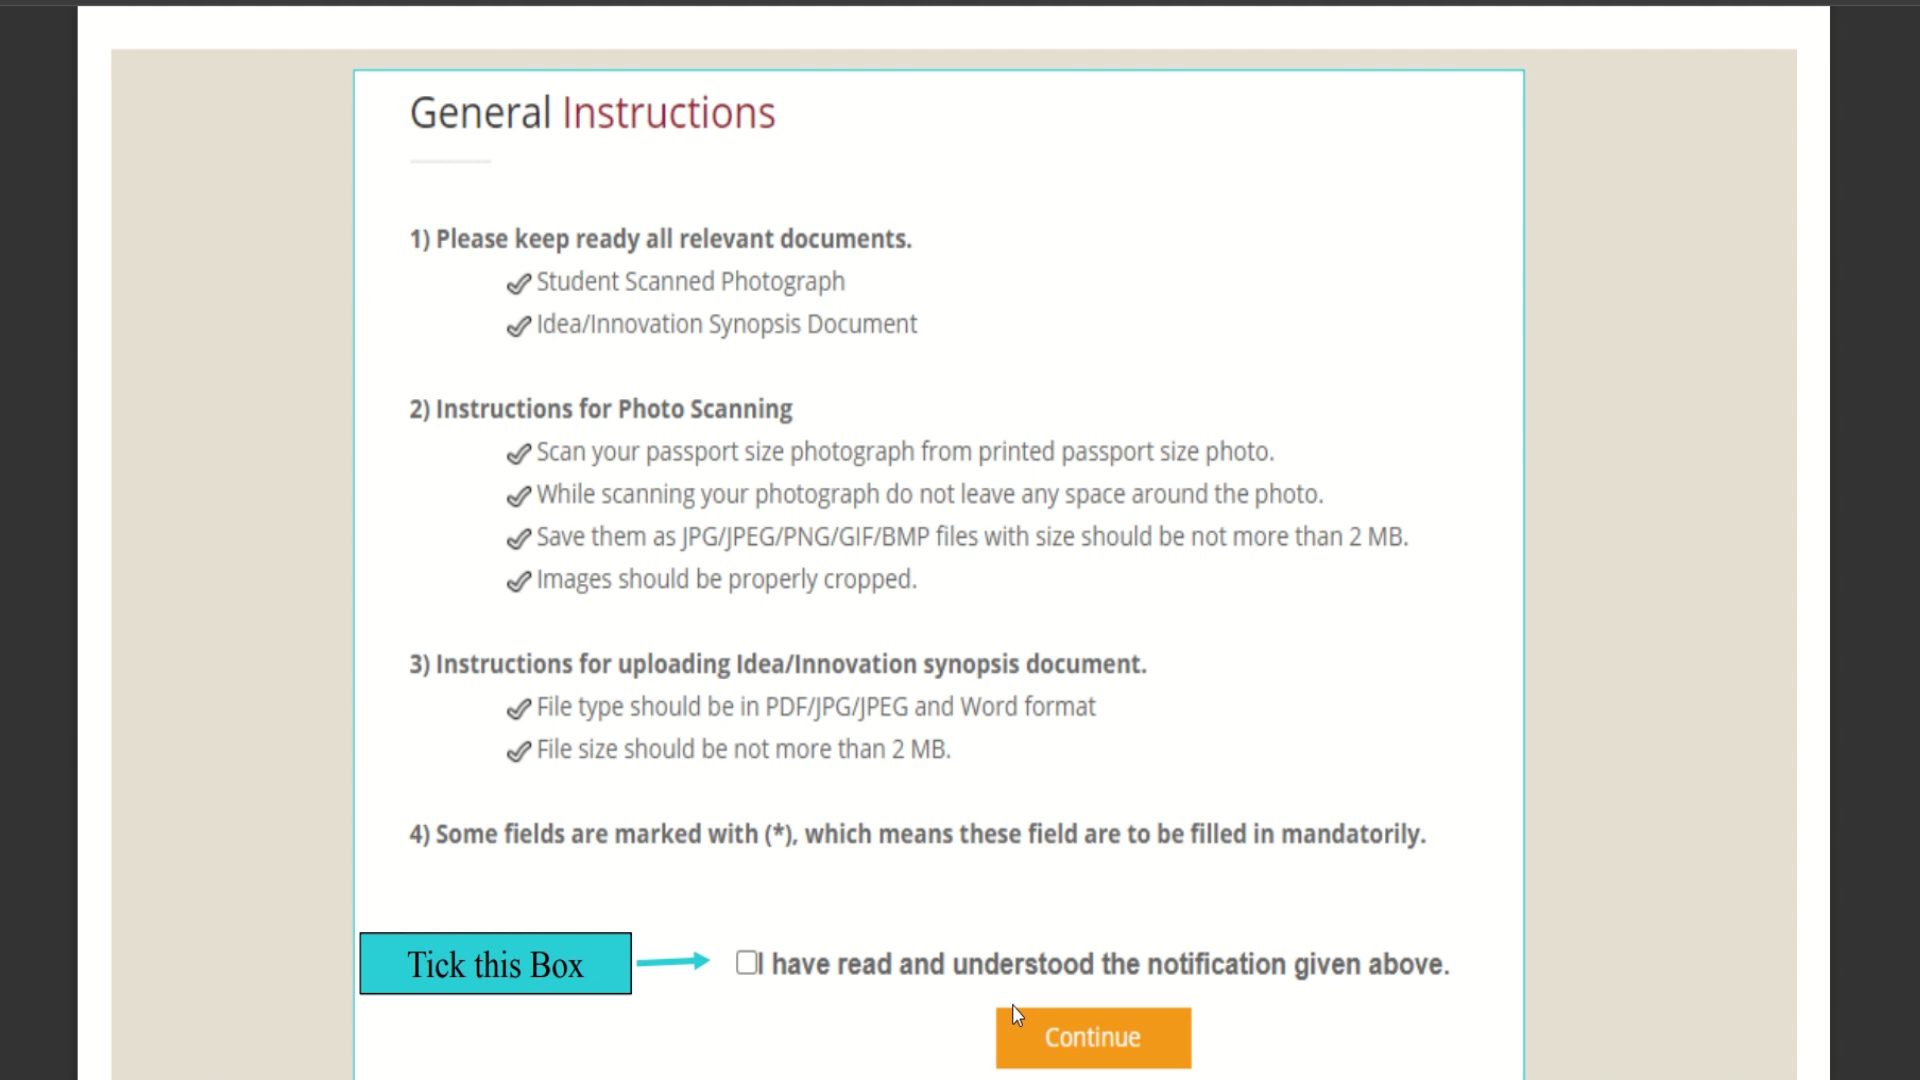 General Instructions
1) Please keep ready all relevant documents.
Student Scanned Photograph
Idea/Innovation Synopsis Document
2) Instructions for Photo Scanning
Scan your passport size photograph from printed passport size photo.
While scanning your photograph do not leave any space around the photo.
Save them as JPG/JPEG/PNG/GIF/BMP files with size should be not more than 2 MB.
Images should be properly cropped.
3) Instructions for uploading Idea/Innovation synopsis document.
File type should be in PDF/JPG/JPEG and Word format
File size should be not more than 2 MB.
4) Some fields are marked with (*), which means these field are to be filled in mandatorily.
Tick this Box
I have read and understood the notification given above.
Continue